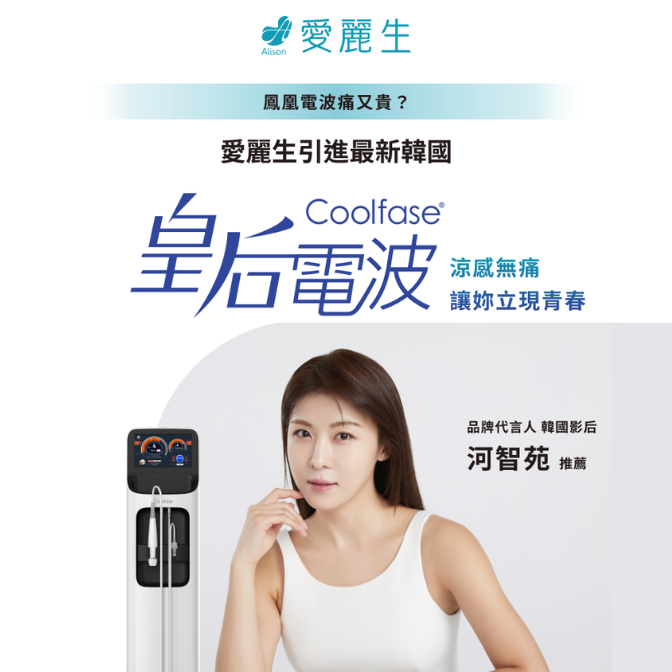 愛麗生
Alison
鳳凰電波痛又貴？
愛麗生引進最新韓國
Coolfase®
皇后電波
涼感無痛
讓妳立現青春
品牌代言人 韓國影后
河智苑 推薦
Coolfase